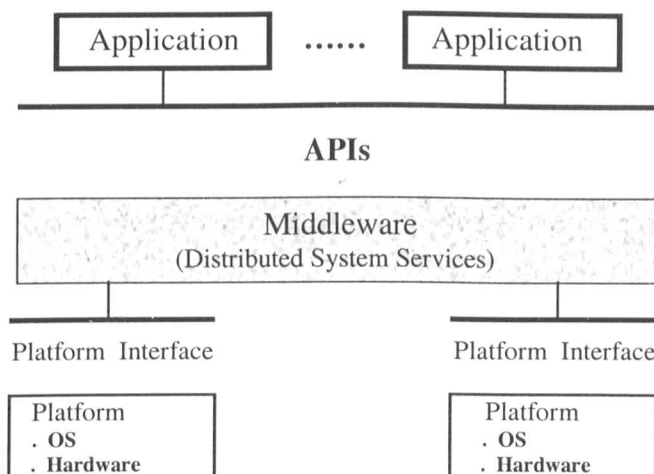 Application ...... Application
APIs
Middleware
(Distributed System Services)
Platform Interface Platform Interface
Platform Platform
. OS . OS
. Hardware . Hardware